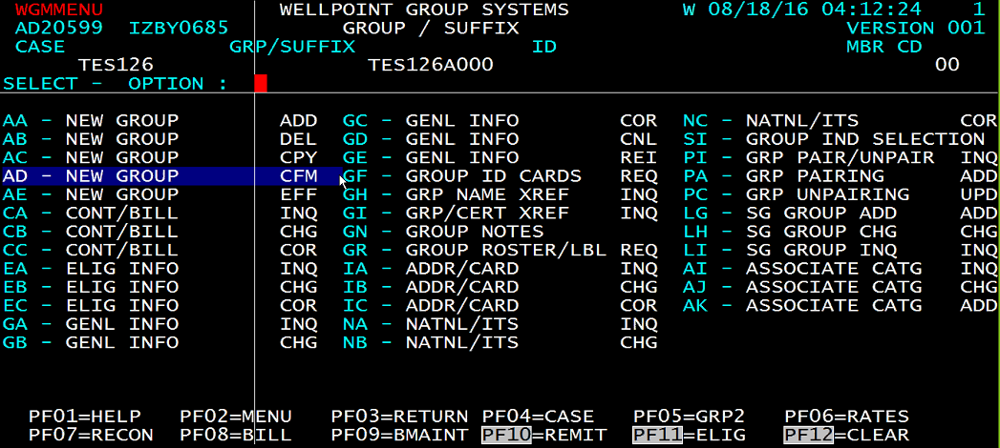 WGMMENU WELLPOINT GROUP SYSTEMS W 08/18/16 04:12:24 1
AD20599 IZBY0685 GROUP / SUFFIX VERSION 001
CASE GRP/SUFFIX ID MBR CD
TES126 TES126A000 00
SELECT - OPTION :
AA - NEW GROUP ADD GC - GENL INFO COR NC - NATNL/ITS COR
AB - NEW GROUP DEL GD - GENL INFO CNL SI - GROUP IND SELECTION
AC - NEW GROUP CPY GE - GENL INFO REI PI - GRP PAIR/UNPAIR INQ
AD - NEW GROUP CFM GF - GROUP ID CARDS REQ PA - GRP PAIRING ADD
AE - NEW GROUP EFF GH - GRP NAME XREF INQ PC - GRP UNPAIRING UPD
CA - CONT/BILL INQ GI - GRP/CERT XREF INQ LG - SG GROUP ADD ADD
CB - CONT/BILL CHG GN - GROUP NOTES LH - SG GROUP CHG CHG
CC - CONT/BILL COR GR - GROUP ROSTER/LBL REQ LI - SG GROUP INQ INQ
EA - ELIG INFO INQ IA - ADDR/CARD INQ AI - ASSOCIATE CATG INQ
EB - ELIG INFO CHG IB - ADDR/CARD CHG AJ - ASSOCIATE CATG CHG
EC - ELIG INFO COR IC - ADDR/CARD COR AK - ASSOCIATE CATG ADD
GA - GENL INFO INQ NA - NATNL/ITS INQ
GB - GENL INFO CHG NB - NATNL/ITS CHG
PF01=HELP PF02=MENU PF03=RETURN PF04=CASE PF05=GRP2 PF06=RATES
PF07=RECON PF08=BILL PF09=BMAINT PF10=REMIT PF11=ELIG PF12=CLEAR